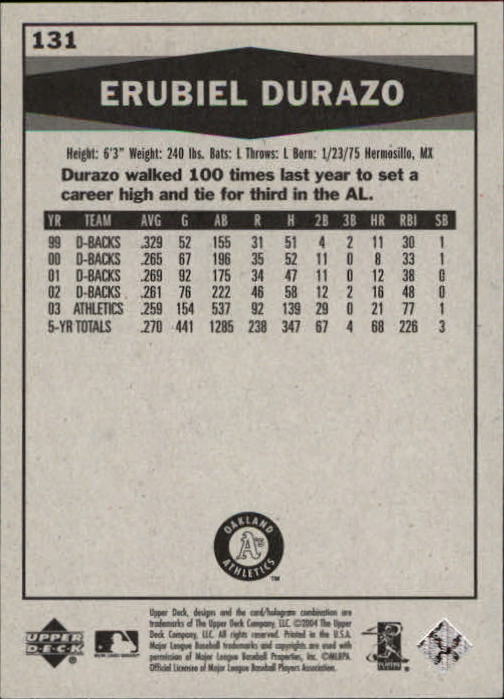 131
ERUBIEL DURAZO
Height: 6'3" Weight: 240 lbs. Bats: L Throws: L Born: 1/23/75 Hermosillo, MX
Durazo walked 100 times last year to set a
career high and tie for third in the AL.
YR TEAM AVG G AB R H 2B 3B HR RBI SB
99 D-BACKS .329 52 155 31 51 4 2 11 30 1
00 D-BACKS .265 67 196 35 52 11 0 8 33 1
01 D-BACKS .269 92 175 34 47 11 0 12 38 0
02 D-BACKS .261 76 222 46 58 12 2 16 48 0
03 ATHLETICS .259 154 537 92 139 29 0 21 77 1
5-YR TOTALS .270 441 1285 238 347 67 4 68 226 3
OAKLAND
A's
ATHLETICS
TM
Upper Deck, designs and the card/hologram combination are
trademarks of The Upper Deck Company, LLC. ©2004 The Upper
Deck Company, LLC. All rights reserved. Printed in the U.S.A.
Major League Baseball trademarks and copyrights are used with
permission of Major League Baseball Properties, Inc. ©MLBPA
Official Licensee of Major League Baseball Players Association.
UPPER
DECK